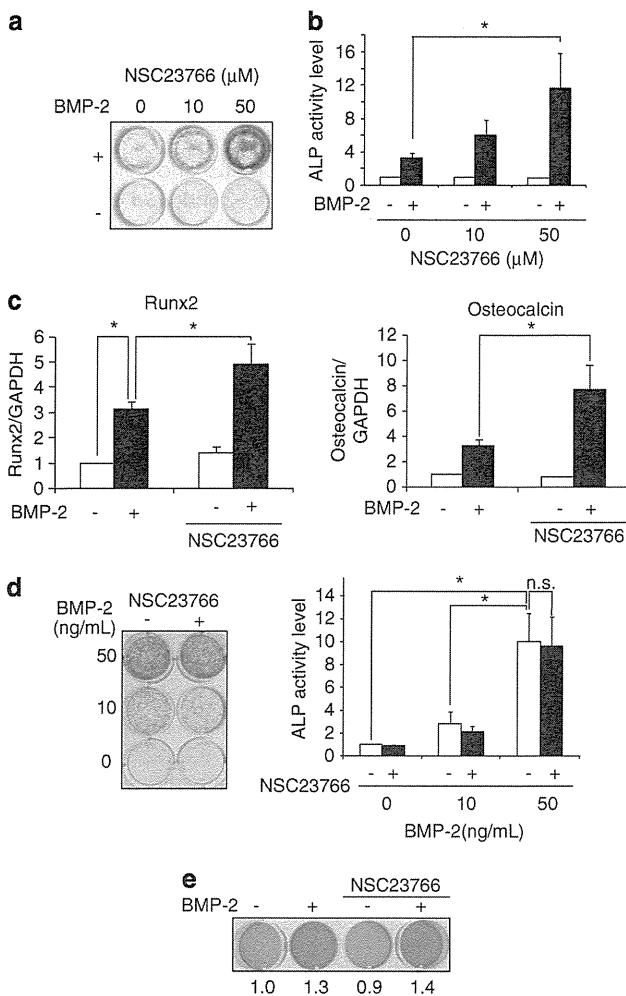 a
NSC23766 (μM)
BMP-2 0 10 50
+
-
b
*
ALP activity level
16
12
8
4
0
BMP-2 - + - + - +
0 10 50
NSC23766 (μM)
c
Runx2
* *
Runx2/GAPDH
6
5
4
3
2
1
0
BMP-2 - + - +
NSC23766
Osteocalcin
*
Osteocalcin/
GAPDH
12
10
8
6
4
2
0
BMP-2 - + - +
NSC23766
d
NSC23766
BMP-2
(ng/mL) - +
50
10
0
* n.s.
*
ALP activity level
14
12
10
8
6
4
2
0
NSC23766 - + - + - +
0 10 50
BMP-2(ng/mL)
e
NSC23766
BMP-2 - + - +
1.0 1.3 0.9 1.4